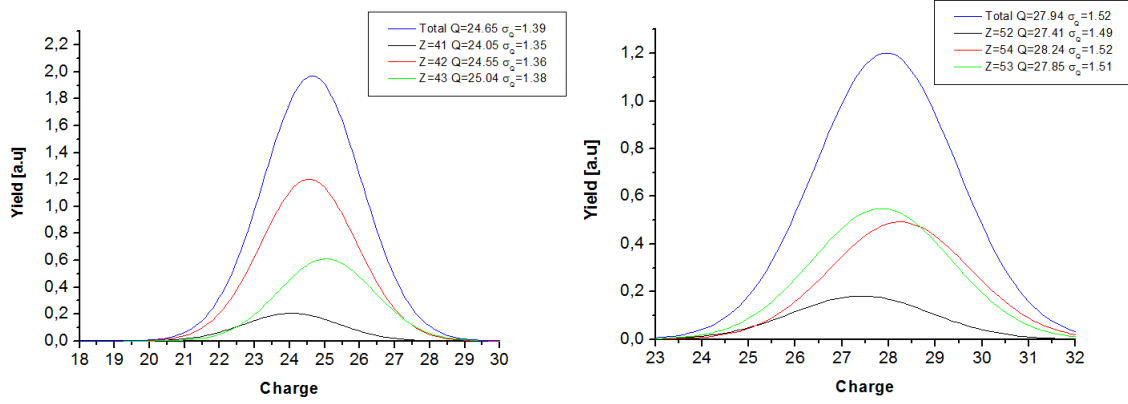 Total Q=24.65 σQ=1.39
Z=41 Q=24.05 σQ=1.35
Z=42 Q=24.55 σQ=1.36
Z=43 Q=25.04 σQ=1.38
2,2
2,0
1,8
1,6
1,4
1,2
1,0
0,8
0,6
0,4
0,2
0,0
Yield [a.u]
18 19 20 21 22 23 24 25 26 27 28 29 30
Charge
Total Q=27.94 σQ=1.52
Z=52 Q=27.41 σQ=1.49
Z=54 Q=28.24 σQ=1.52
Z=53 Q=27.85 σQ=1.51
1,2
1,0
0,8
0,6
0,4
0,2
0,0
Yield [a.u]
23 24 25 26 27 28 29 30 31 32
Charge